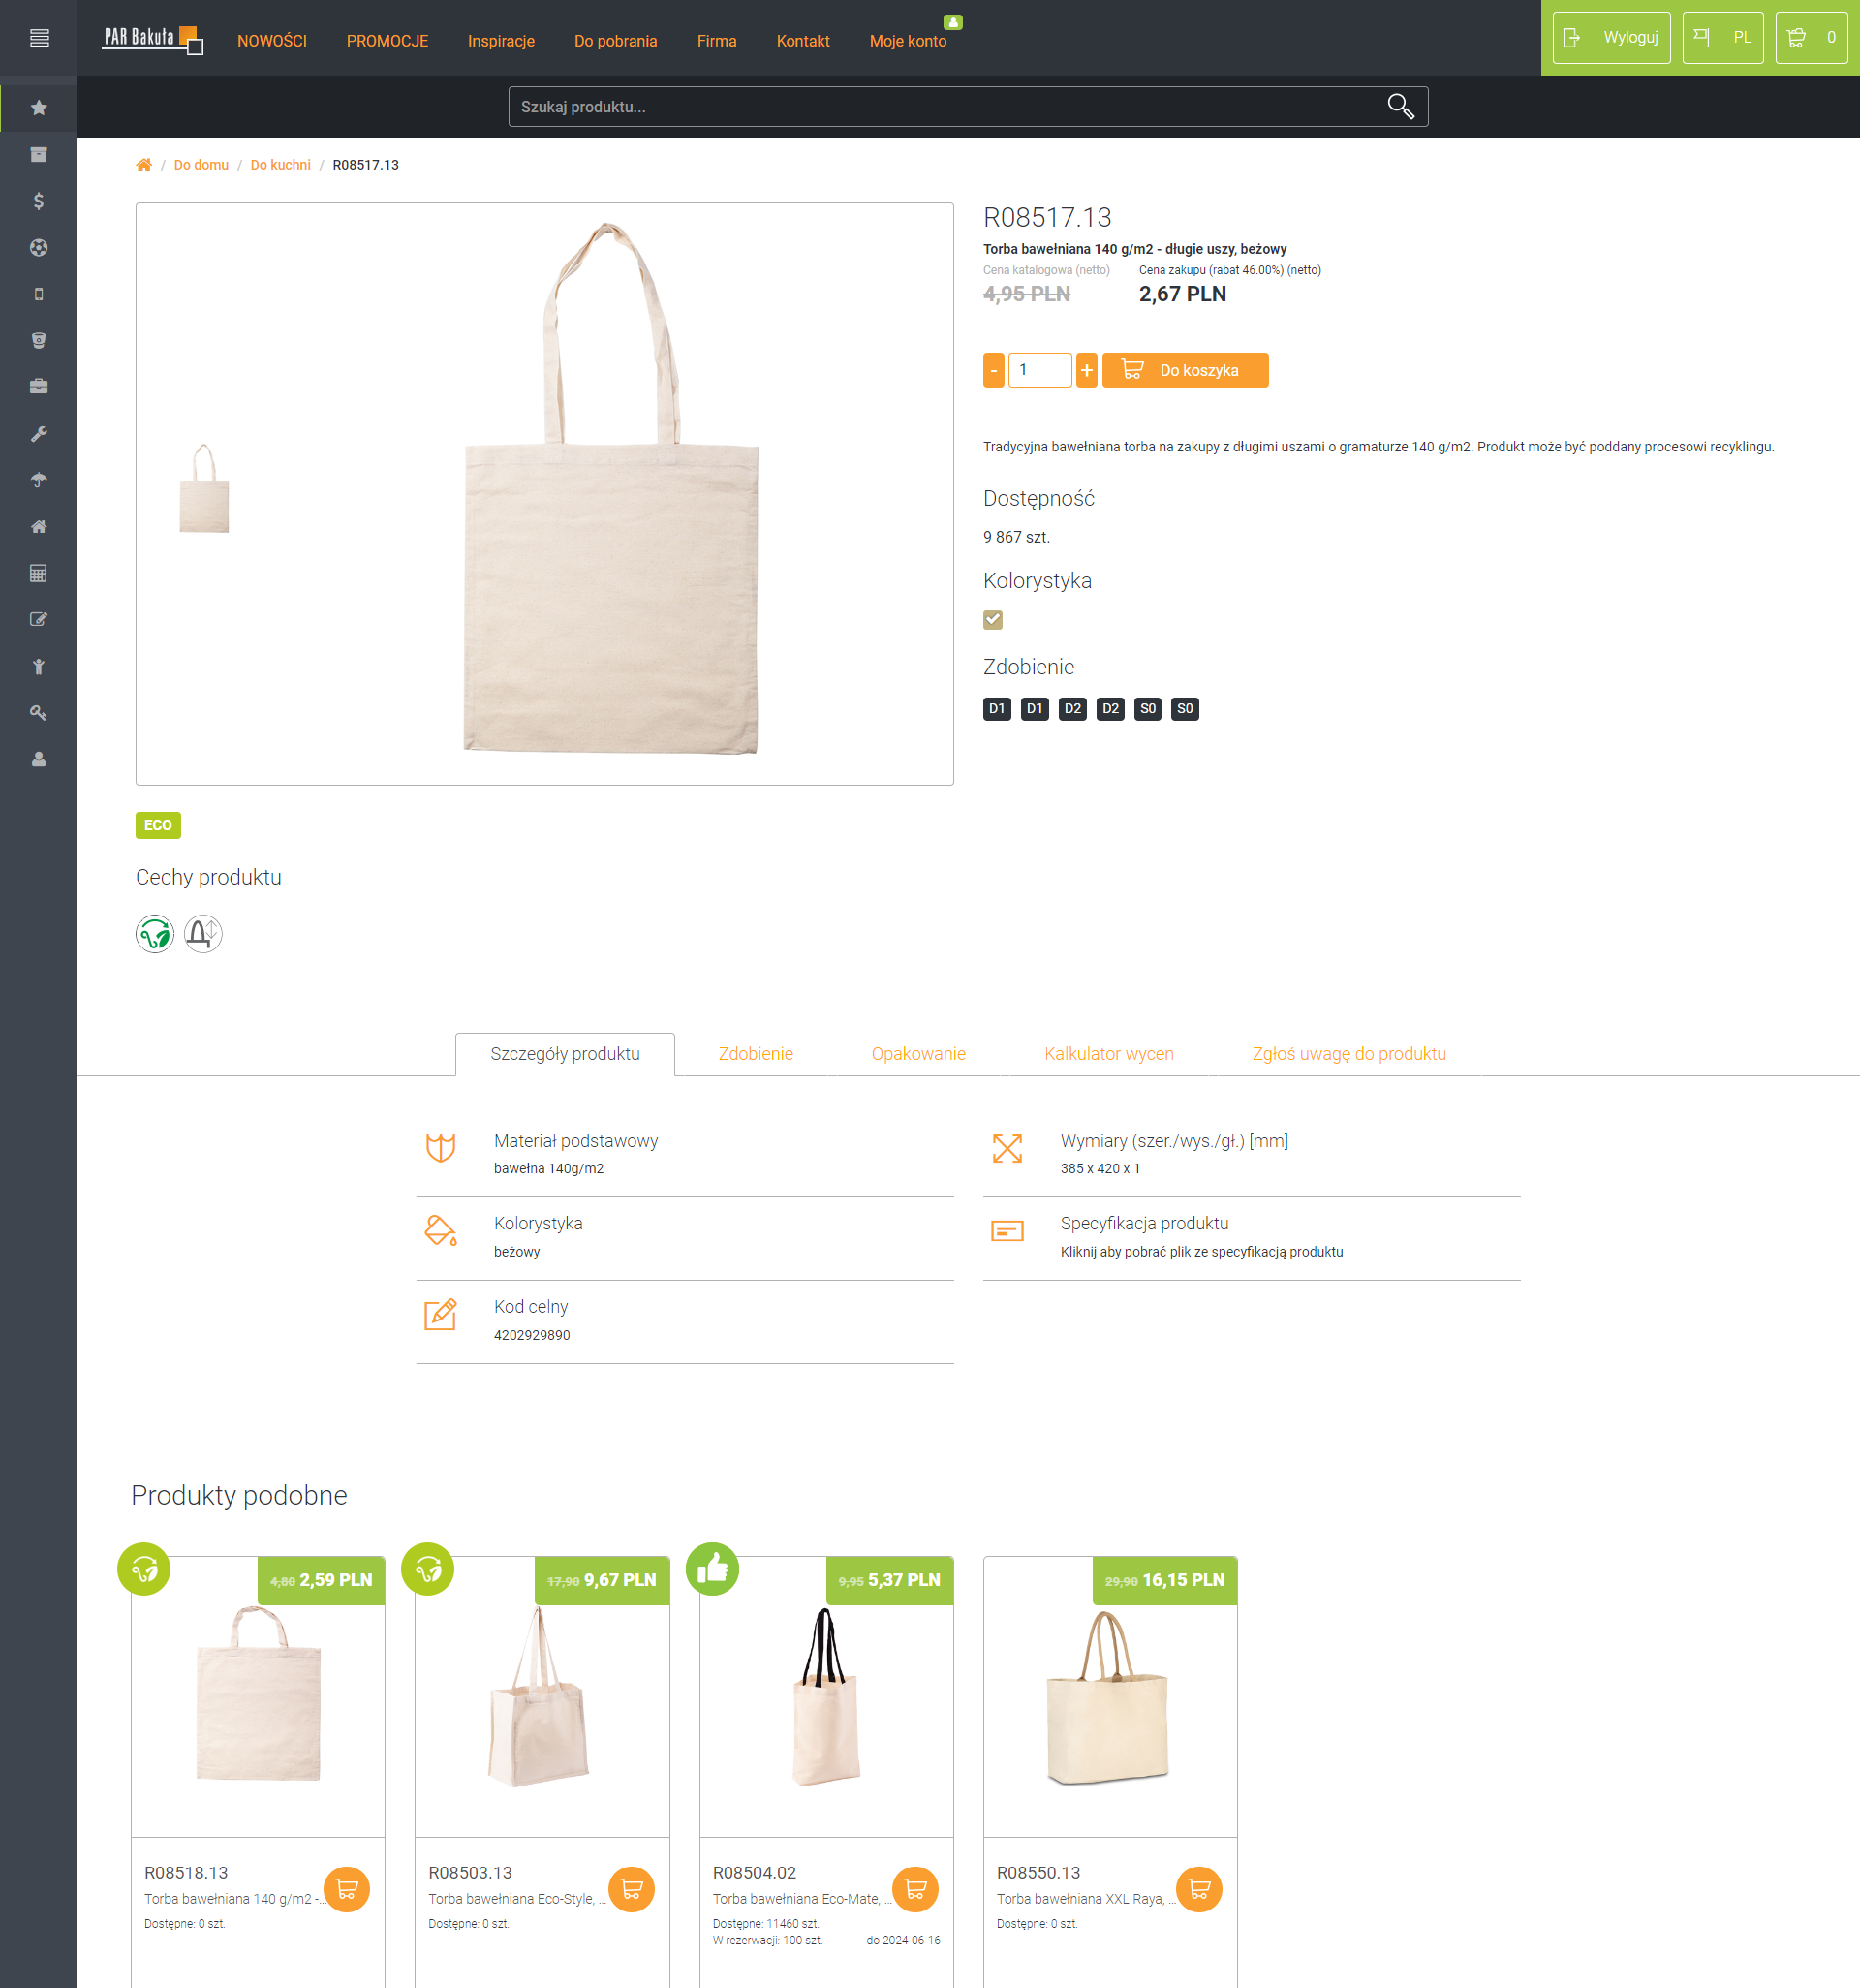 PAR Bakuła
NOWOŚCI
PROMOCJE
Inspiracje
Do pobrania
Firma
Kontakt
Moje konto
Wyloguj
PL
0
Szukaj produktu...
/ Do domu / Do kuchni / R08517.13
R08517.13
Torba bawełniana 140 g/m2 - długie uszy, beżowy
Cena katalogowa (netto)
4,95 PLN
Cena zakupu (rabat 46.00%) (netto)
2,67 PLN
- 1 + Do koszyka
Tradycyjna bawełniana torba na zakupy z długimi uszami o gramaturze 140 g/m2. Produkt może być poddany procesowi recyklingu.
Dostępność
9 867 szt.
Kolorystyka
Zdobienie
D1 D1 D2 D2 S0 S0
ECO
Cechy produktu
Szczegóły produktu
Zdobienie
Opakowanie
Kalkulator wycen
Zgłoś uwagę do produktu
Materiał podstawowy
bawełna 140g/m2
Wymiary (szer./wys./gł.) [mm]
385 x 420 x 1
Kolorystyka
beżowy
Specyfikacja produktu
Kliknij aby pobrać plik ze specyfikacją produktu
Kod celny
4202929890
Produkty podobne
4,80 2,59 PLN
R08518.13
Torba bawełniana 140 g/m2 -...
Dostępne: 0 szt.
17,90 9,67 PLN
R08503.13
Torba bawełniana Eco-Style, ...
Dostępne: 0 szt.
9,95 5,37 PLN
R08504.02
Torba bawełniana Eco-Mate, ...
Dostępne: 11460 szt.
W rezerwacji: 100 szt. do 2024-06-16
29,90 16,15 PLN
R08550.13
Torba bawełniana XXL Raya, ...
Dostępne: 0 szt.